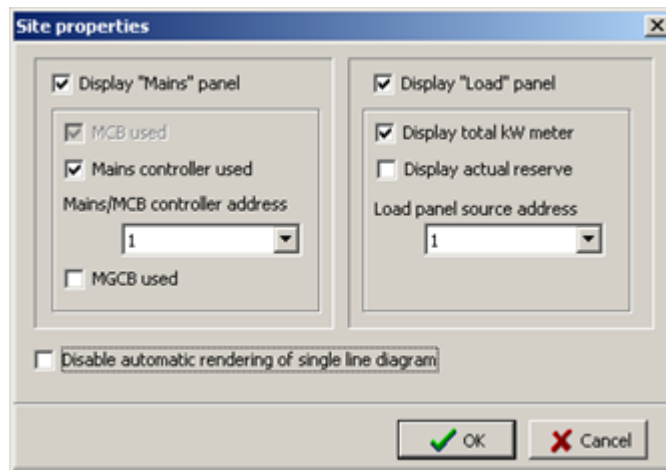 Site properties
Display "Mains" panel
MCB used
Mains controller used
Mains/MCB controller address
1
MGCB used
Display "Load" panel
Display total kW meter
Display actual reserve
Load panel source address
1
Disable automatic rendering of single line diagram
OK
Cancel